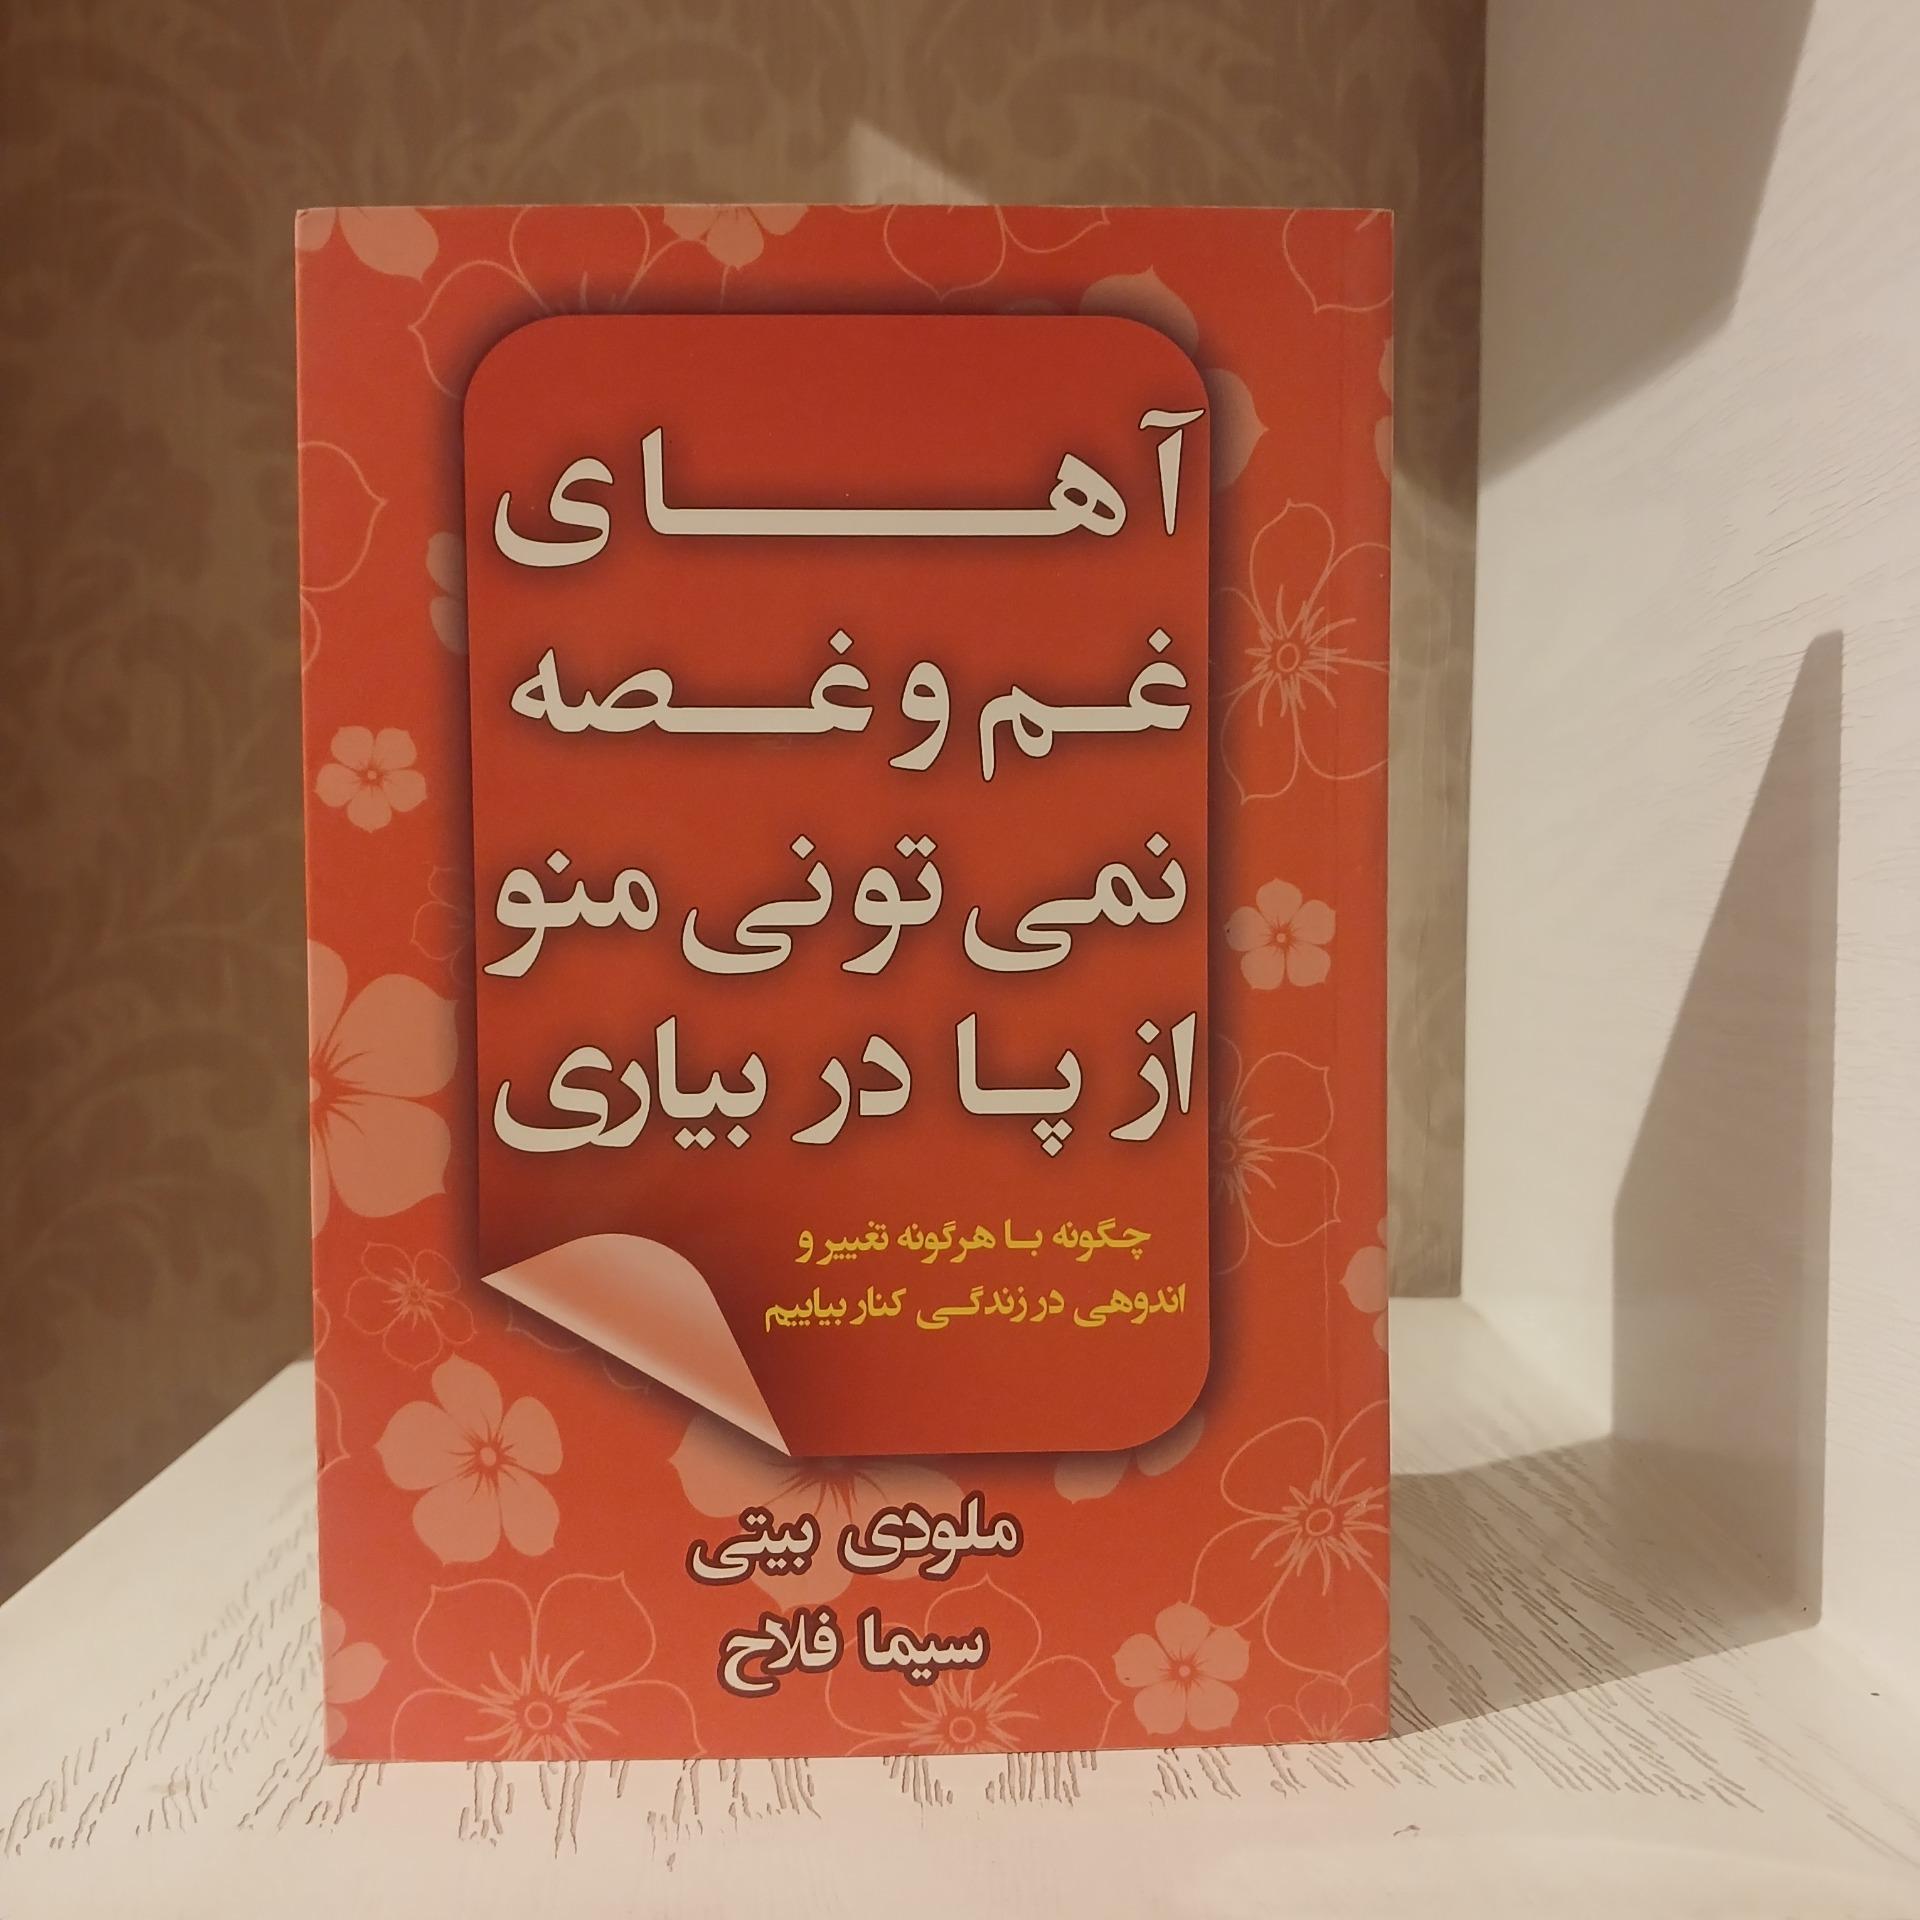 آهای
غم و غصه
نمی تونی منو
از پا در بیاری
چگونه با هرگونه تغییر و
اندوهی در زندگی کنار بیاییم
ملودی بیتی
سیما فلاح